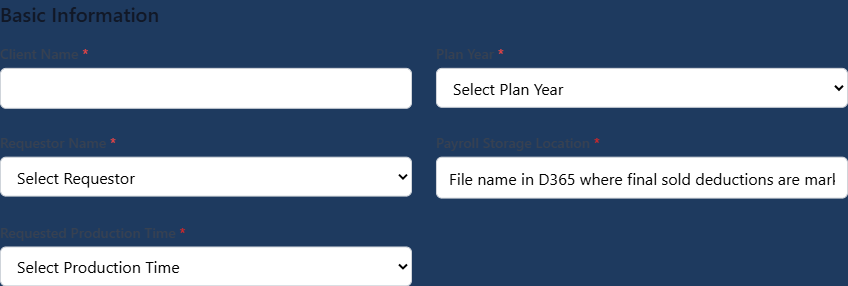 Basic Information
Client Name *
Plan Year *
Select Plan Year
Requestor Name *
Payroll Storage Location *
Select Requestor
File name in D365 where final sold deductions are mark
Requested Production Time *
Select Production Time